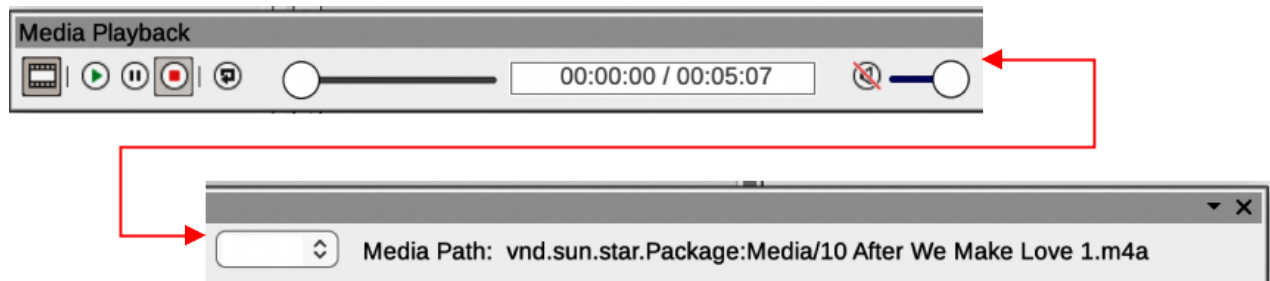 Media Playback
00:00:00 / 00:05:07
Media Path: vnd.sun.star.Package:Media/10 After We Make Love 1.m4a